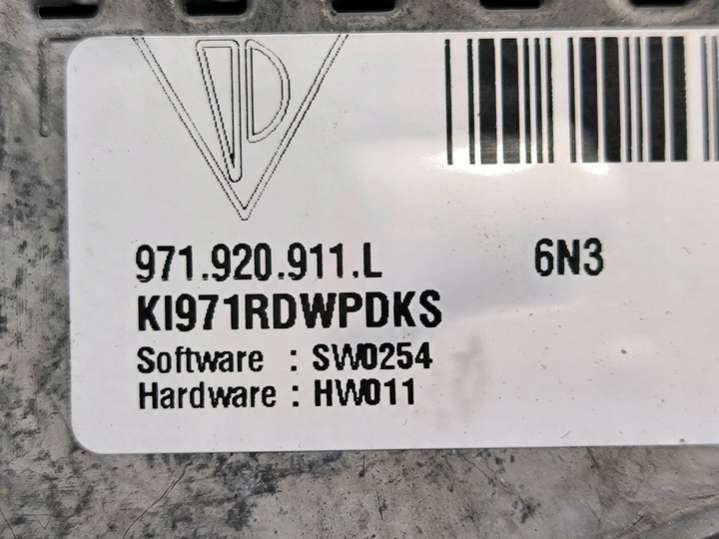 971.920.911.L 6N3
KI971RDWPDKS
Software : SW0254
Hardware : HW011